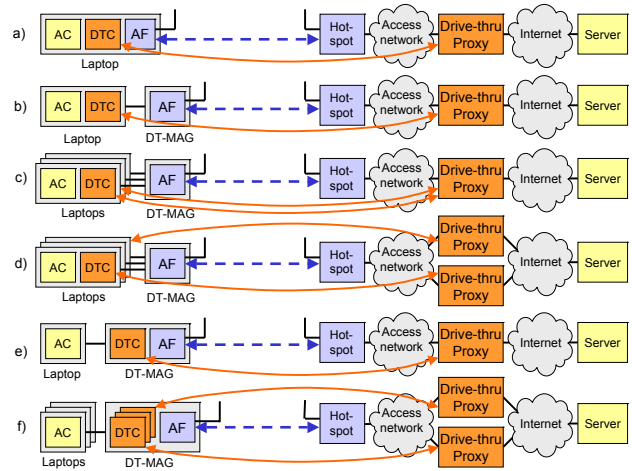 a) AC DTC AF Hot- Access Drive-thru Internet Server
spot network Proxy
Laptop
b) AC DTC AF Hot- Access Drive-thru Internet Server
spot network Proxy
Laptop DT-MAG
c) AC DTC AF Hot- Access Drive-thru Internet Server
spot network Proxy
Laptops DT-MAG
Drive-thru
Proxy
d) AC DTC AF Hot- Access Internet Server
spot network
Drive-thru
Proxy
Laptops DT-MAG
e) AC DTC AF Hot- Access Drive-thru Internet Server
spot network Proxy
Laptop DT-MAG
Drive-thru
Proxy
f) AC DTC AF Hot- Access Internet Server
spot network
Drive-thru
Proxy
Laptops DT-MAG